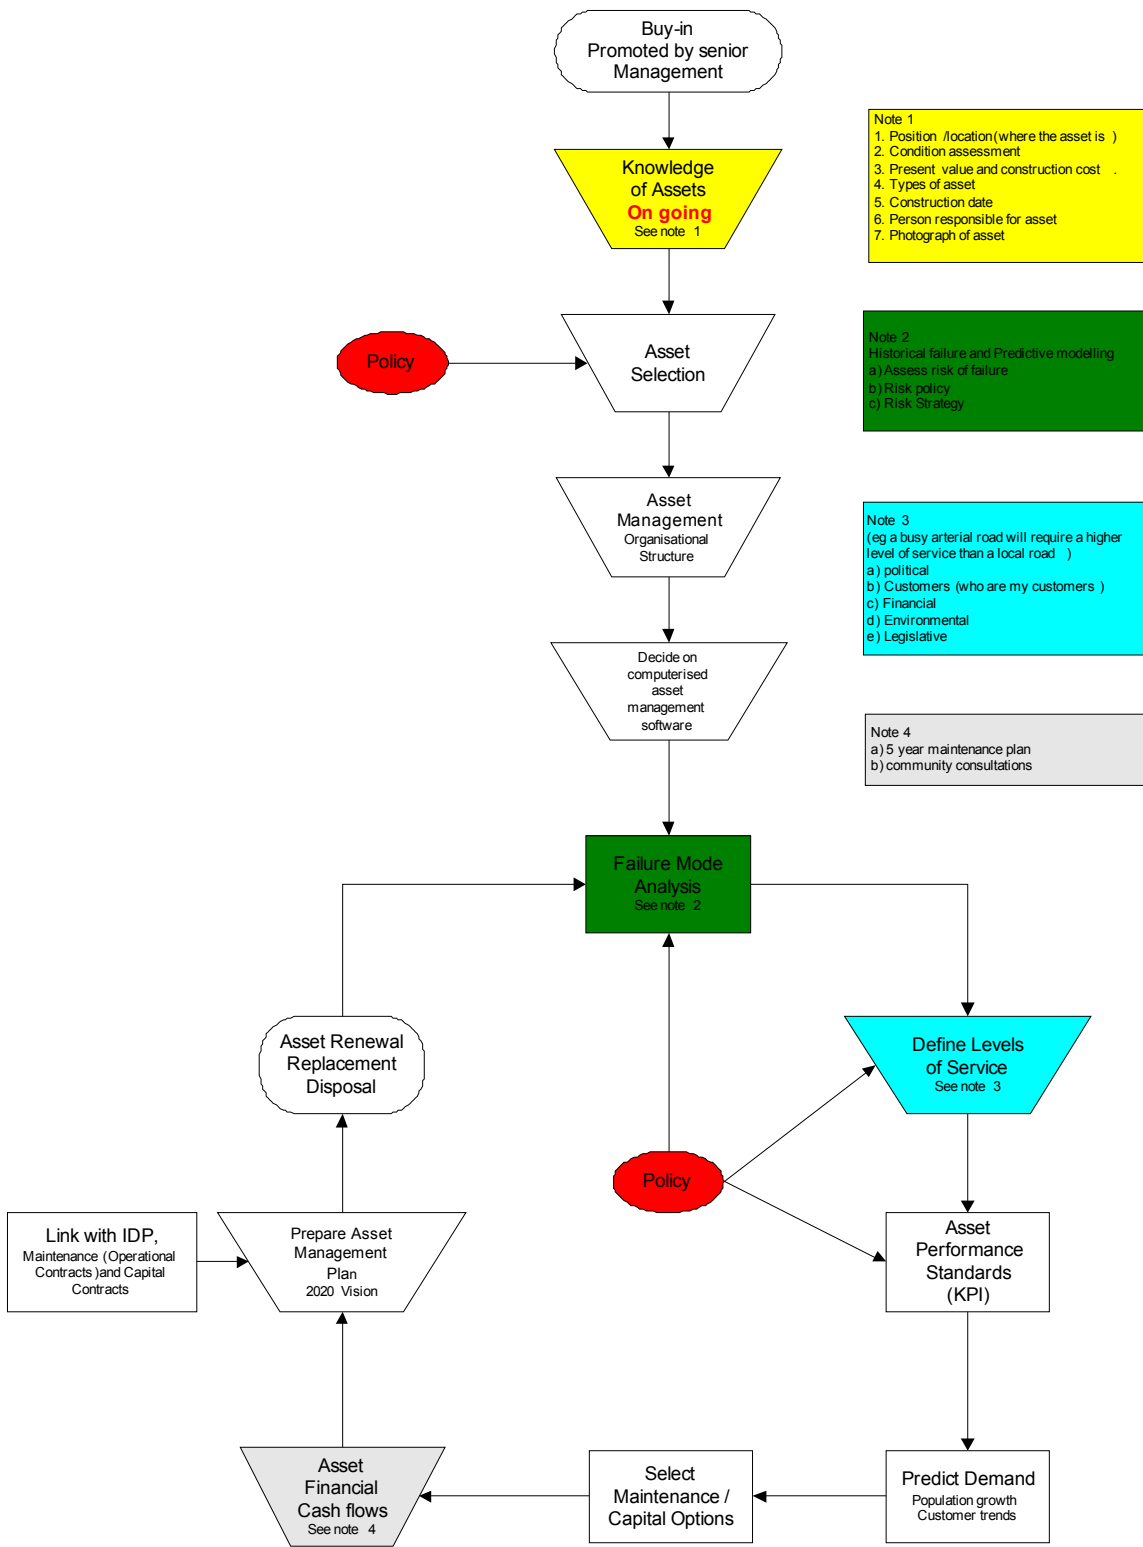 Buy-in
Promoted by senior
Management
Note 1
1. Position /location(where the asset is )
2. Condition assessment
3. Present value and construction cost .
4. Types of asset
5. Construction date
6. Person responsible for asset
7. Photograph of asset
Knowledge
of Assets
On going
See note 1
Policy
Asset
Selection
Note 2
Historical failure and Predictive modelling
a) Assess risk of failure
b) Risk policy
c) Risk Strategy
Asset
Management
Organisational
Structure
Note 3
(eg a busy arterial road will require a higher
level of service than a local road )
a) political
b) Customers (who are my customers )
c) Financial
d) Environmental
e) Legislative
Decide on
computerised
asset
management
software
Note 4
a) 5 year maintenance plan
b) community consultations
Failure Mode
Analysis
See note 2
Asset Renewal
Replacement
Disposal
Define Levels
of Service
See note 3
Policy
Link with IDP,
Maintenance (Operational
Contracts )and Capital
Contracts
Prepare Asset
Management
Plan
2020 Vision
Asset
Performance
Standards
(KPI)
Asset
Financial
Cash flows
See note 4
Select
Maintenance /
Capital Options
Predict Demand
Population growth
Customer trends